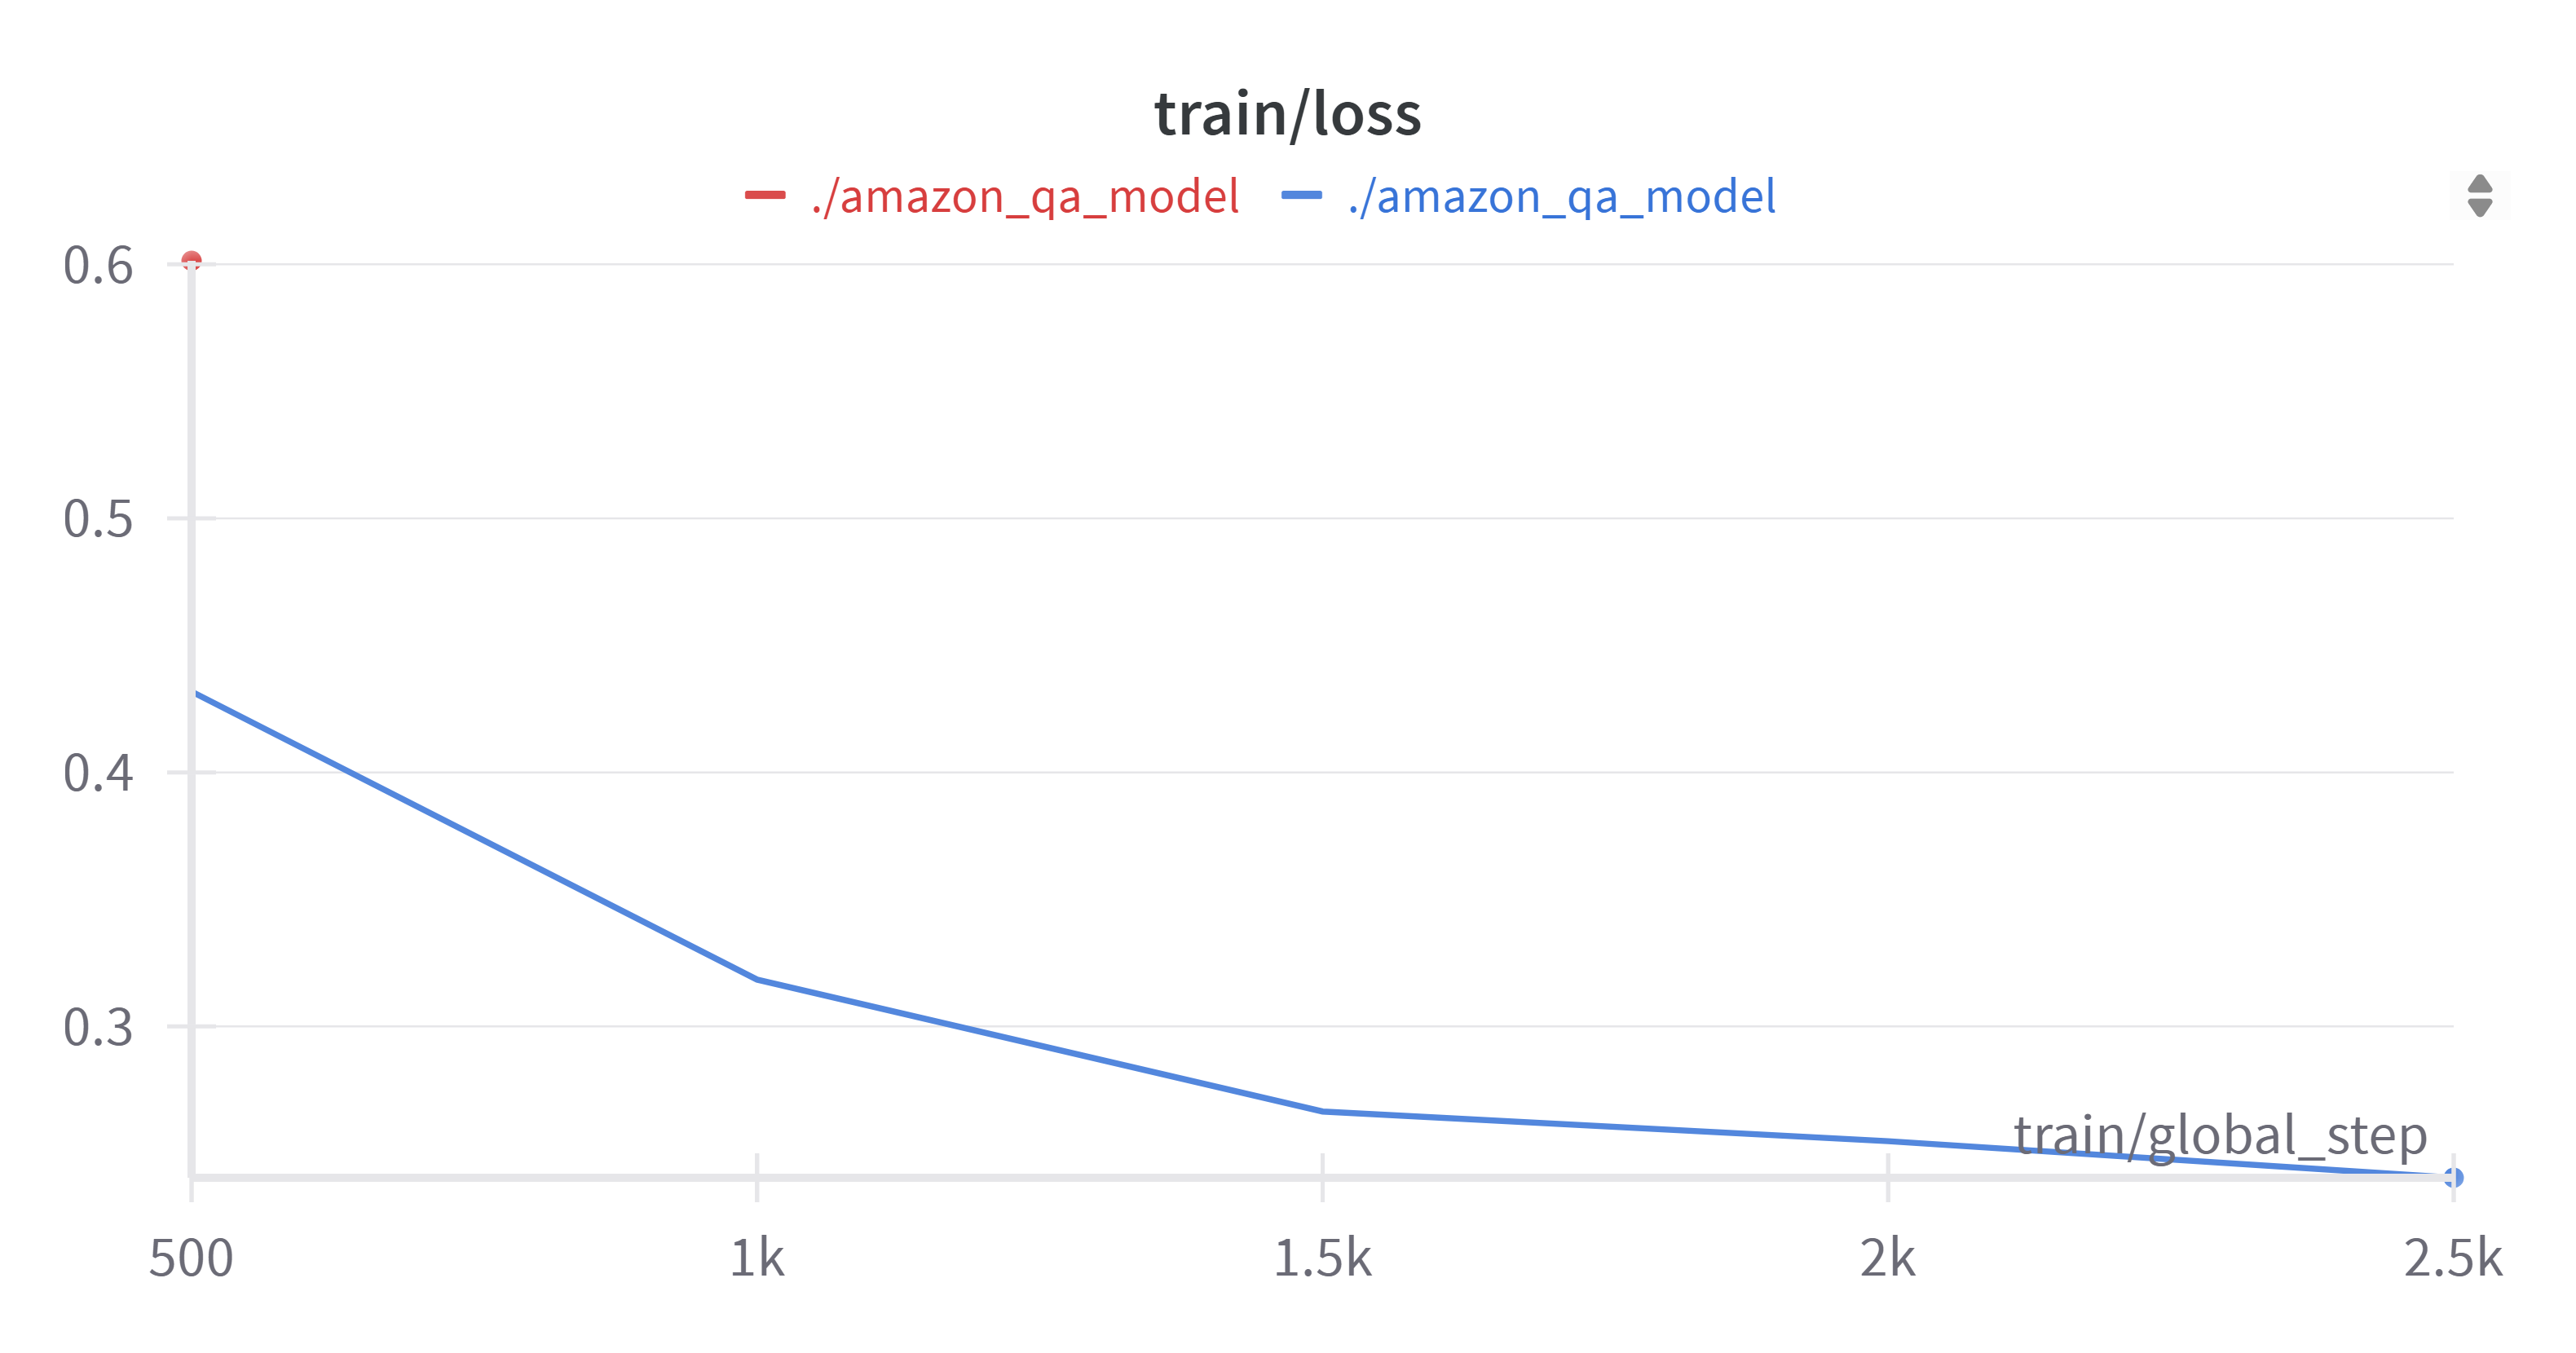 train/loss
./amazon_qa_model ./amazon_qa_model
0.6
0.5
0.4
0.3
train/global_step
500 1k 1.5k 2k 2.5k